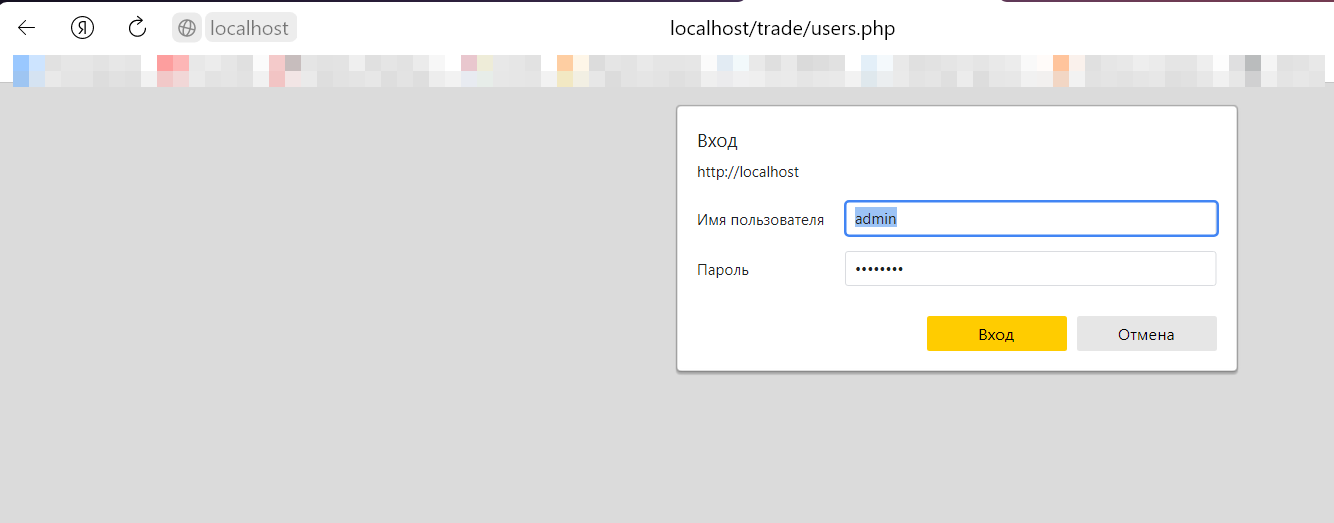 Я localhost localhost/trade/users.php
Вход
http://localhost
Имя пользователя admin
Пароль ••••••••
Вход Отмена